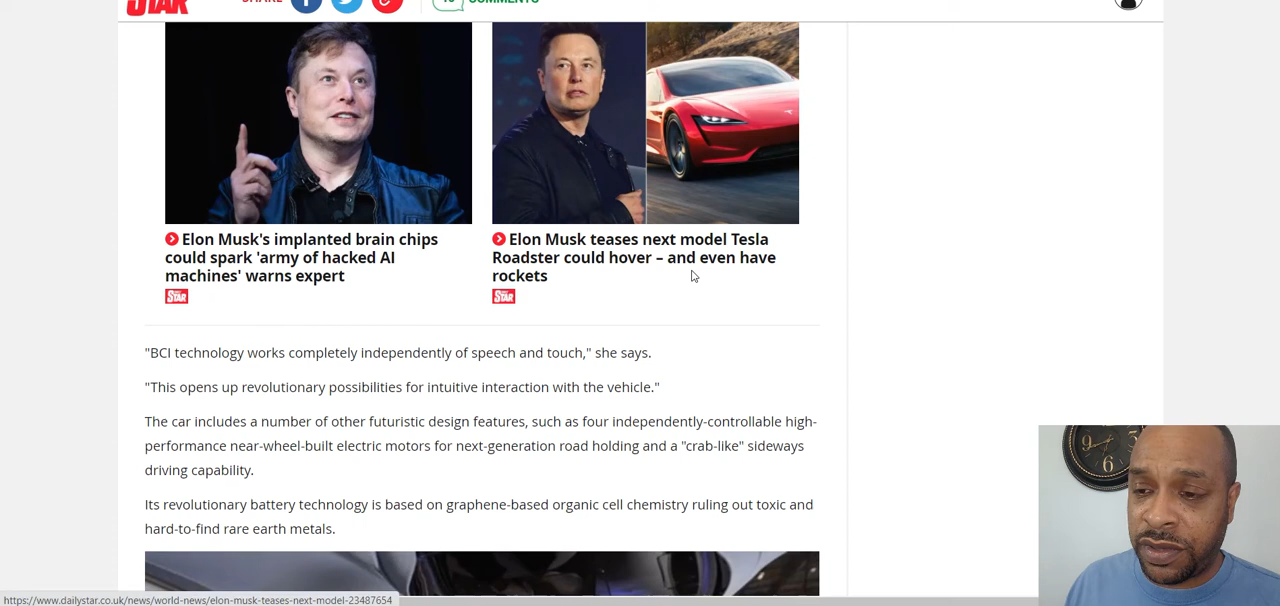 STAR
SHARE
COMMENTS
Elon Musk's implanted brain chips
could spark 'army of hacked AI
machines' warns expert
STAR
Elon Musk teases next model Tesla
Roadster could hover – and even have
rockets
STAR
"BCI technology works completely independently of speech and touch," she says.
"This opens up revolutionary possibilities for intuitive interaction with the vehicle."
The car includes a number of other futuristic design features, such as four independently-controllable high-
performance near-wheel-built electric motors for next-generation road holding and a "crab-like" sideways
driving capability.
Its revolutionary battery technology is based on graphene-based organic cell chemistry ruling out toxic and
hard-to-find rare earth metals.
https://www.dailystar.co.uk/news/world-news/elon-musk-teases-next-model-23487654